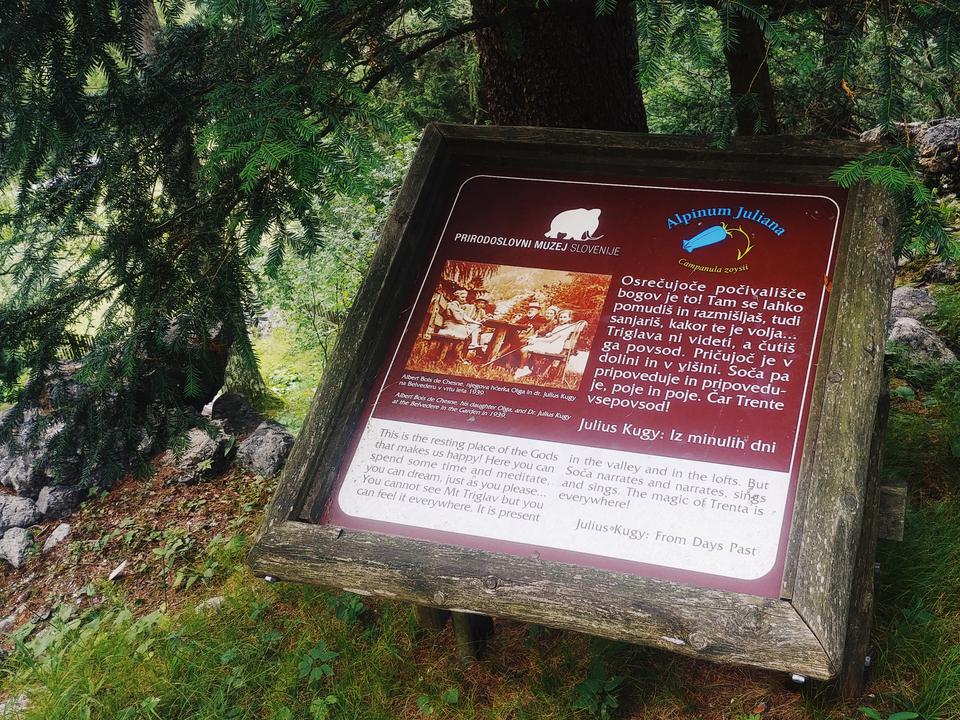 PRIRODOSLOVNI MUZEJ SLOVENIJE
Alpinum Juliana
Campanula zoysii
Osrečujoče počivališče
bogov je to! Tam se lahko
pomudiš in razmišljaš, tudi
sanjariš, kakor te je volja...
Triglava ni videti, a čutiš
ga povsod. Pričujoč je v
dolini in v višini. Soča pa
pripoveduje in pripovedu-
je, poje in poje. Čar Trente
vsepovsod!
Julius Kugy: Iz minulih dni
Albert Bois de Chesne, njegova hčerka Olga in dr. Julius Kugy
na Belvederu v vrtu leta 1939.
Albert Bois de Chesne, his daughter Olga, and Dr. Julius Kugy
at the Belvedere in the Garden in 1939.
This is the resting place of the Gods
that makes us happy! Here you can
spend some time and meditate,
you can dream, just as you please...
You cannot see Mt Triglav but you
can feel it everywhere. It is present
in the valley and in the lofts. But
Soča narrates and narrates, sings
and sings. The magic of Trenta is
everywhere!
Julius Kugy: From Days Past